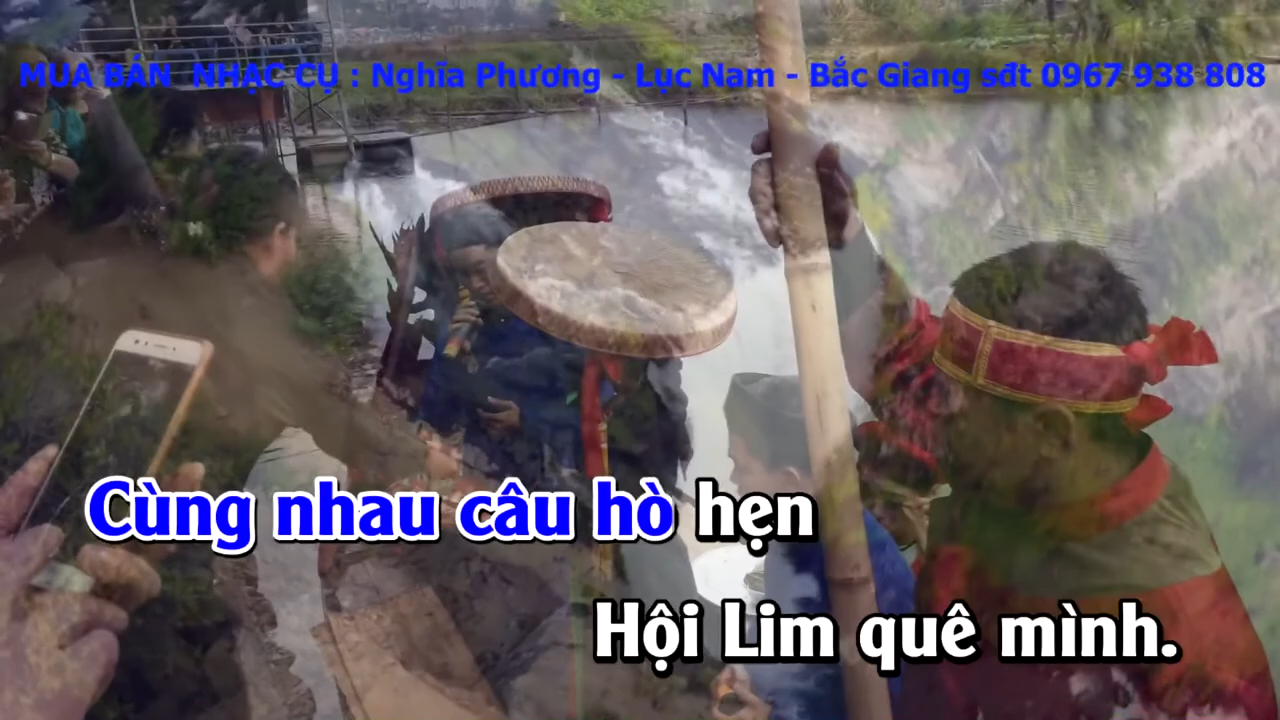 MUA BÁN NHẠC CỤ : Nghĩa Phương - Lục Nam - Bắc Giang sđt 0967 938 808
Cùng nhau câu hò hẹn
Hội Lim quê mình.